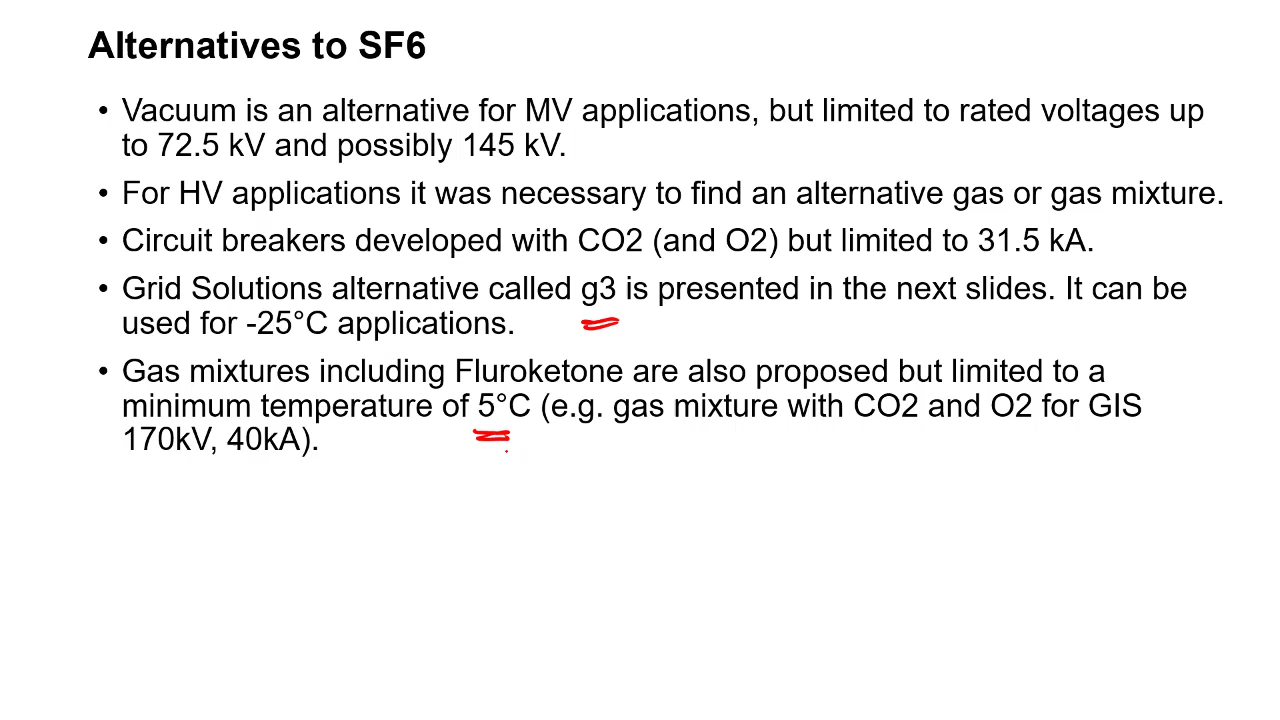 Alternatives to SF6
• Vacuum is an alternative for MV applications, but limited to rated voltages up
to 72.5 kV and possibly 145 kV.
• For HV applications it was necessary to find an alternative gas or gas mixture.
• Circuit breakers developed with CO2 (and O2) but limited to 31.5 kA.
• Grid Solutions alternative called g3 is presented in the next slides. It can be
used for -25°C applications.
• Gas mixtures including Fluroketone are also proposed but limited to a
minimum temperature of 5°C (e.g. gas mixture with CO2 and O2 for GIS
170kV, 40kA).